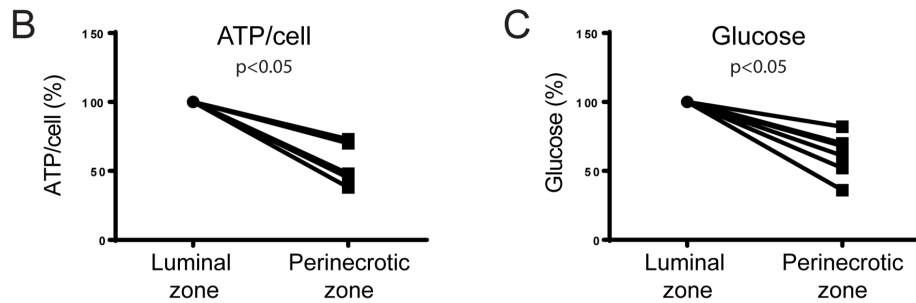 B
ATP/cell
p<0.05
ATP/cell (%)
150
100
50
0
Luminal zone
Perinecrotic zone
C
Glucose
p<0.05
Glucose (%)
150
100
50
0
Luminal zone
Perinecrotic zone